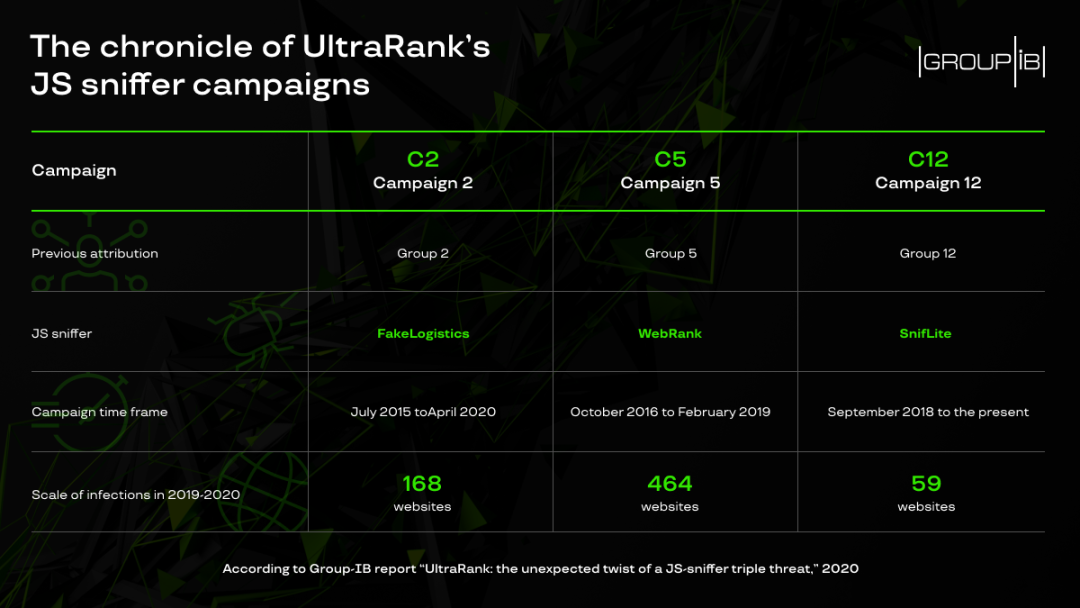 The chronicle of UltraRank's
JS sniffer campaigns
|GROUP|iB|
Campaign
C2
Campaign 2
C5
Campaign 5
C12
Campaign 12
Previous attribution
Group 2
Group 5
Group 12
JS sniffer
FakeLogistics
WebRank
SnifLite
Campaign time frame
July 2015 toApril 2020
October 2016 to February 2019
September 2018 to the present
Scale of infections in 2019-2020
168
websites
464
websites
59
websites
According to Group-IB report “UltraRank: the unexpected twist of a JS-sniffer triple threat,” 2020